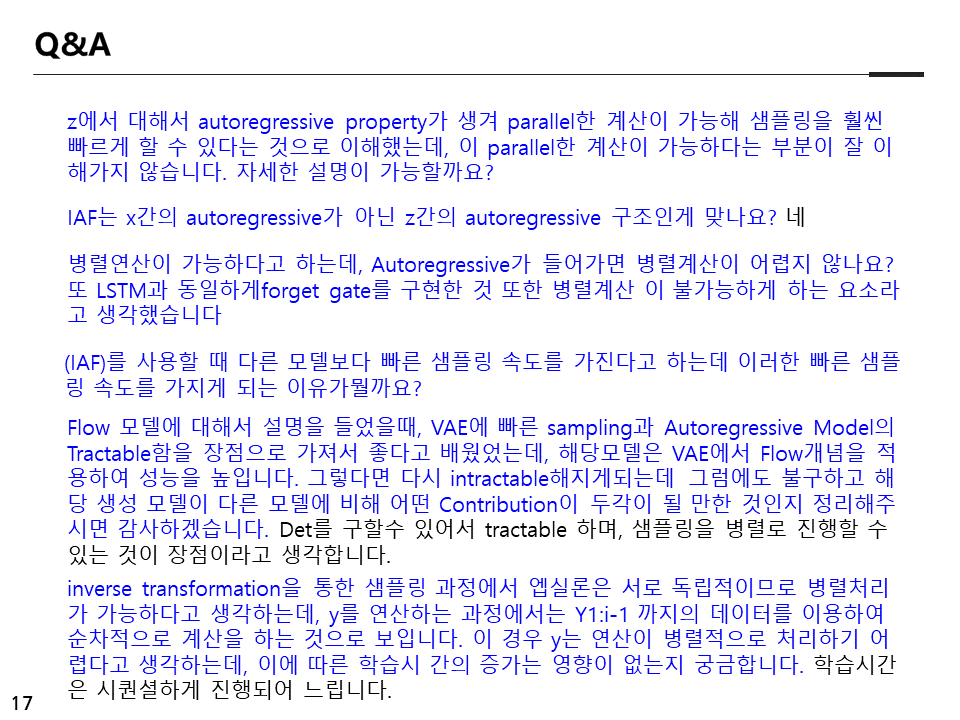 Q&A
z에서 대해서 autoregressive property가 생겨 parallel한 계산이 가능해 샘플링을 훨씬
빠르게 할 수 있다는 것으로 이해했는데, 이 parallel한 계산이 가능하다는 부분이 잘 이
해가지 않습니다. 자세한 설명이 가능할까요?
IAF는 x간의 autoregressive가 아닌 z간의 autoregressive 구조인게 맞나요? 네
병렬연산이 가능하다고 하는데, Autoregressive가 들어가면 병렬계산이 어렵지 않나요?
또 LSTM과 동일하게forget gate를 구현한 것 또한 병렬계산 이 불가능하게 하는 요소라
고 생각했습니다
(IAF)를 사용할 때 다른 모델보다 빠른 샘플링 속도를 가진다고 하는데 이러한 빠른 샘플
링 속도를 가지게 되는 이유가뭘까요?
Flow 모델에 대해서 설명을 들었을때, VAE에 빠른 sampling과 Autoregressive Model의
Tractable함을 장점으로 가져서 좋다고 배웠었는데, 해당모델은 VAE에서 Flow개념을 적
용하여 성능을 높입니다. 그렇다면 다시 intractable해지게되는데 그럼에도 불구하고 해
당 생성 모델이 다른 모델에 비해 어떤 Contribution이 두각이 될 만한 것인지 정리해주
시면 감사하겠습니다. Det를 구할수 있어서 tractable 하며, 샘플링을 병렬로 진행할 수
있는 것이 장점이라고 생각합니다.
inverse transformation을 통한 샘플링 과정에서 엡실론은 서로 독립적이므로 병렬처리
가 가능하다고 생각하는데, y를 연산하는 과정에서는 Y1:i-1 까지의 데이터를 이용하여
순차적으로 계산을 하는 것으로 보입니다. 이 경우 y는 연산이 병렬적으로 처리하기 어
렵다고 생각하는데, 이에 따른 학습시 간의 증가는 영향이 없는지 궁금합니다. 학습시간
은 시퀀셜하게 진행되어 느립니다.
17